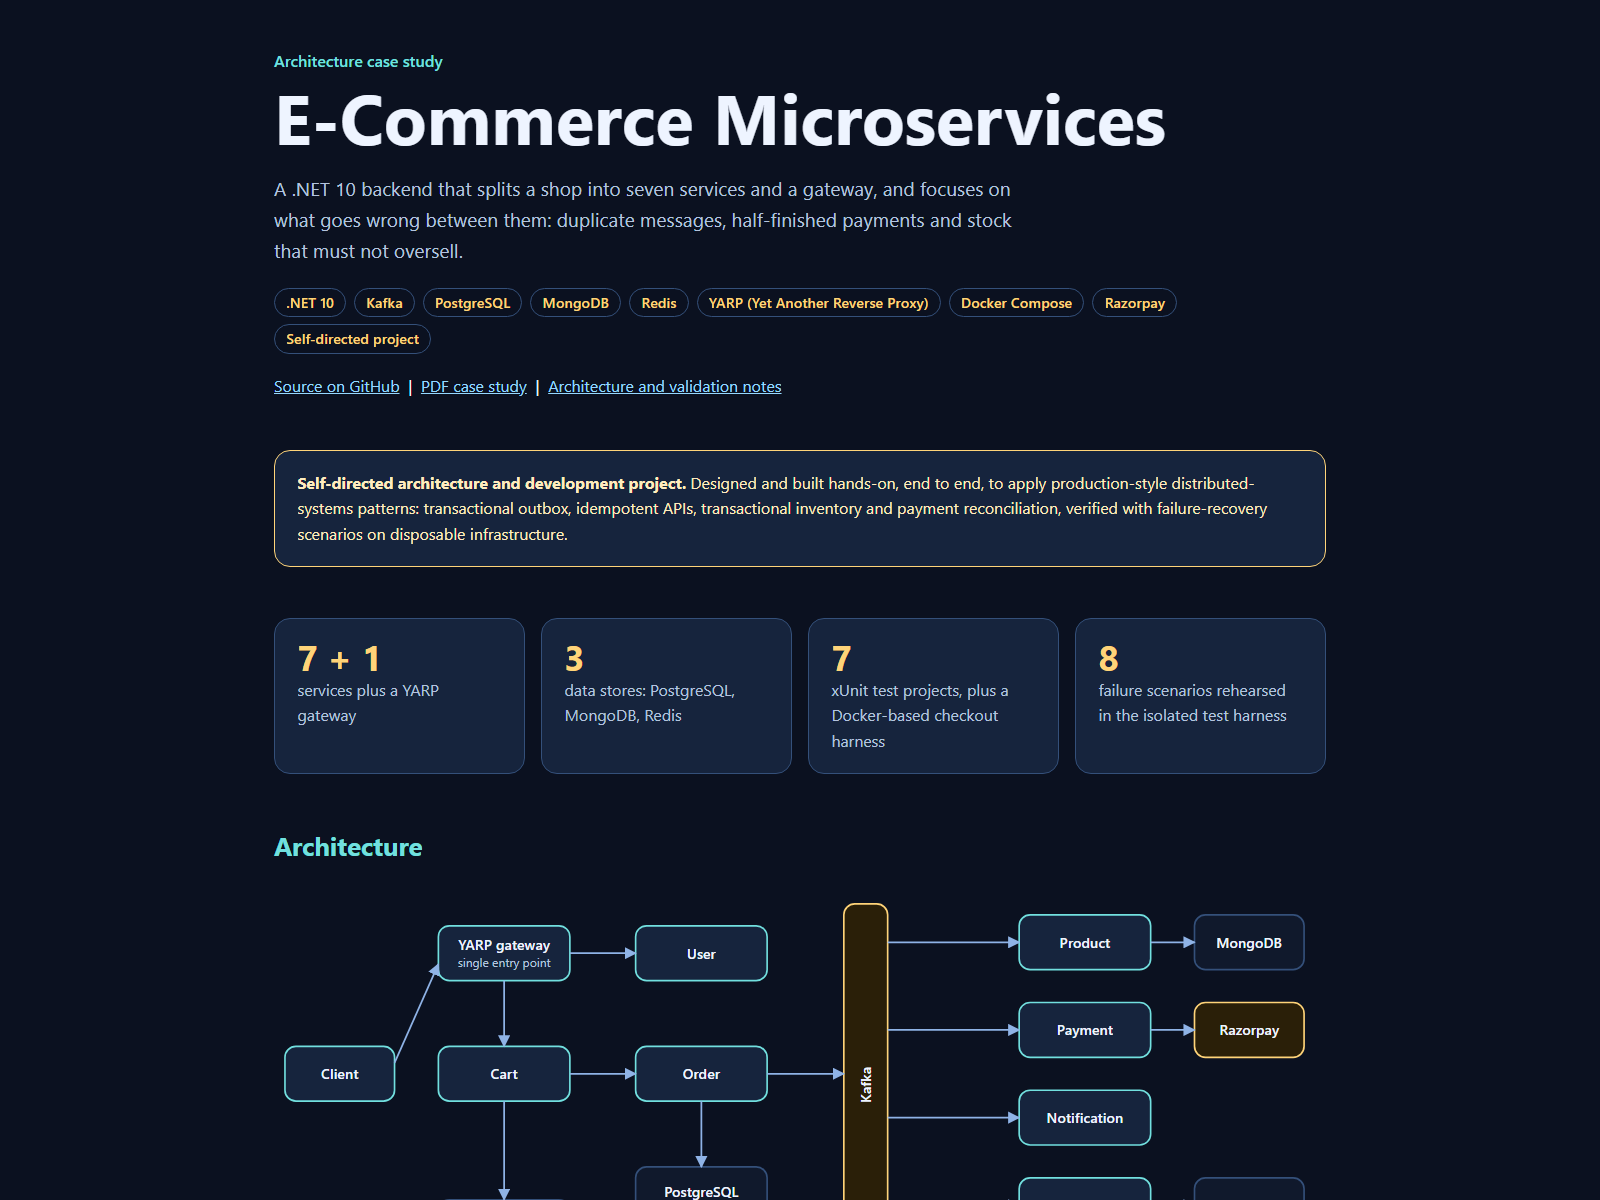 Architecture case study
E-Commerce Microservices
A .NET 10 backend that splits a shop into seven services and a gateway, and focuses on
what goes wrong between them: duplicate messages, half-finished payments and stock
that must not oversell.
.NET 10
Kafka
PostgreSQL
MongoDB
Redis
YARP (Yet Another Reverse Proxy)
Docker Compose
Razorpay
Self-directed project
Source on GitHub | PDF case study | Architecture and validation notes
Self-directed architecture and development project. Designed and built hands-on, end to end, to apply production-style distributed-
systems patterns: transactional outbox, idempotent APIs, transactional inventory and payment reconciliation, verified with failure-recovery
scenarios on disposable infrastructure.
7 + 1
services plus a YARP
gateway
3
data stores: PostgreSQL,
MongoDB, Redis
7
xUnit test projects, plus a
Docker-based checkout
harness
8
failure scenarios rehearsed
in the isolated test harness
Architecture
YARP gateway
single entry point
User
Product
MongoDB
Payment
Razorpay
Client
Cart
Order
Kafka
Notification
PostgreSQL